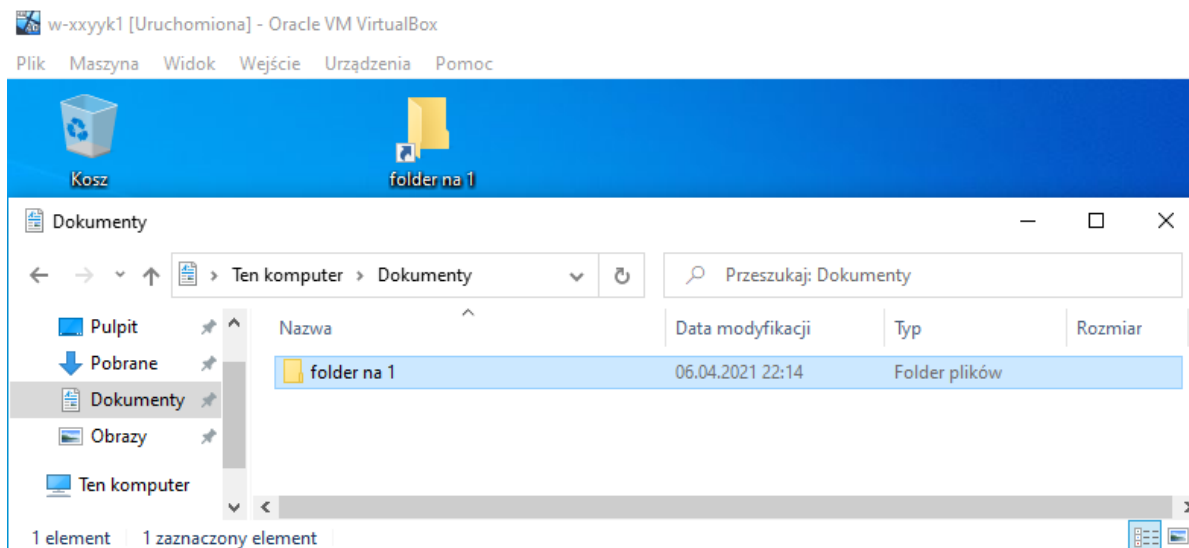 w-xxyyk1 [Uruchomiona] - Oracle VM VirtualBox
Plik Maszyna Widok Wejście Urządzenia Pomoc
Kosz folder na 1
Dokumenty
Ten komputer > Dokumenty Przeszukaj: Dokumenty
Pulpit Nazwa Data modyfikacji Typ Rozmiar
Pobrane folder na 1 06.04.2021 22:14 Folder plików
Dokumenty
Obrazy
Ten komputer
1 element 1 zaznaczony element